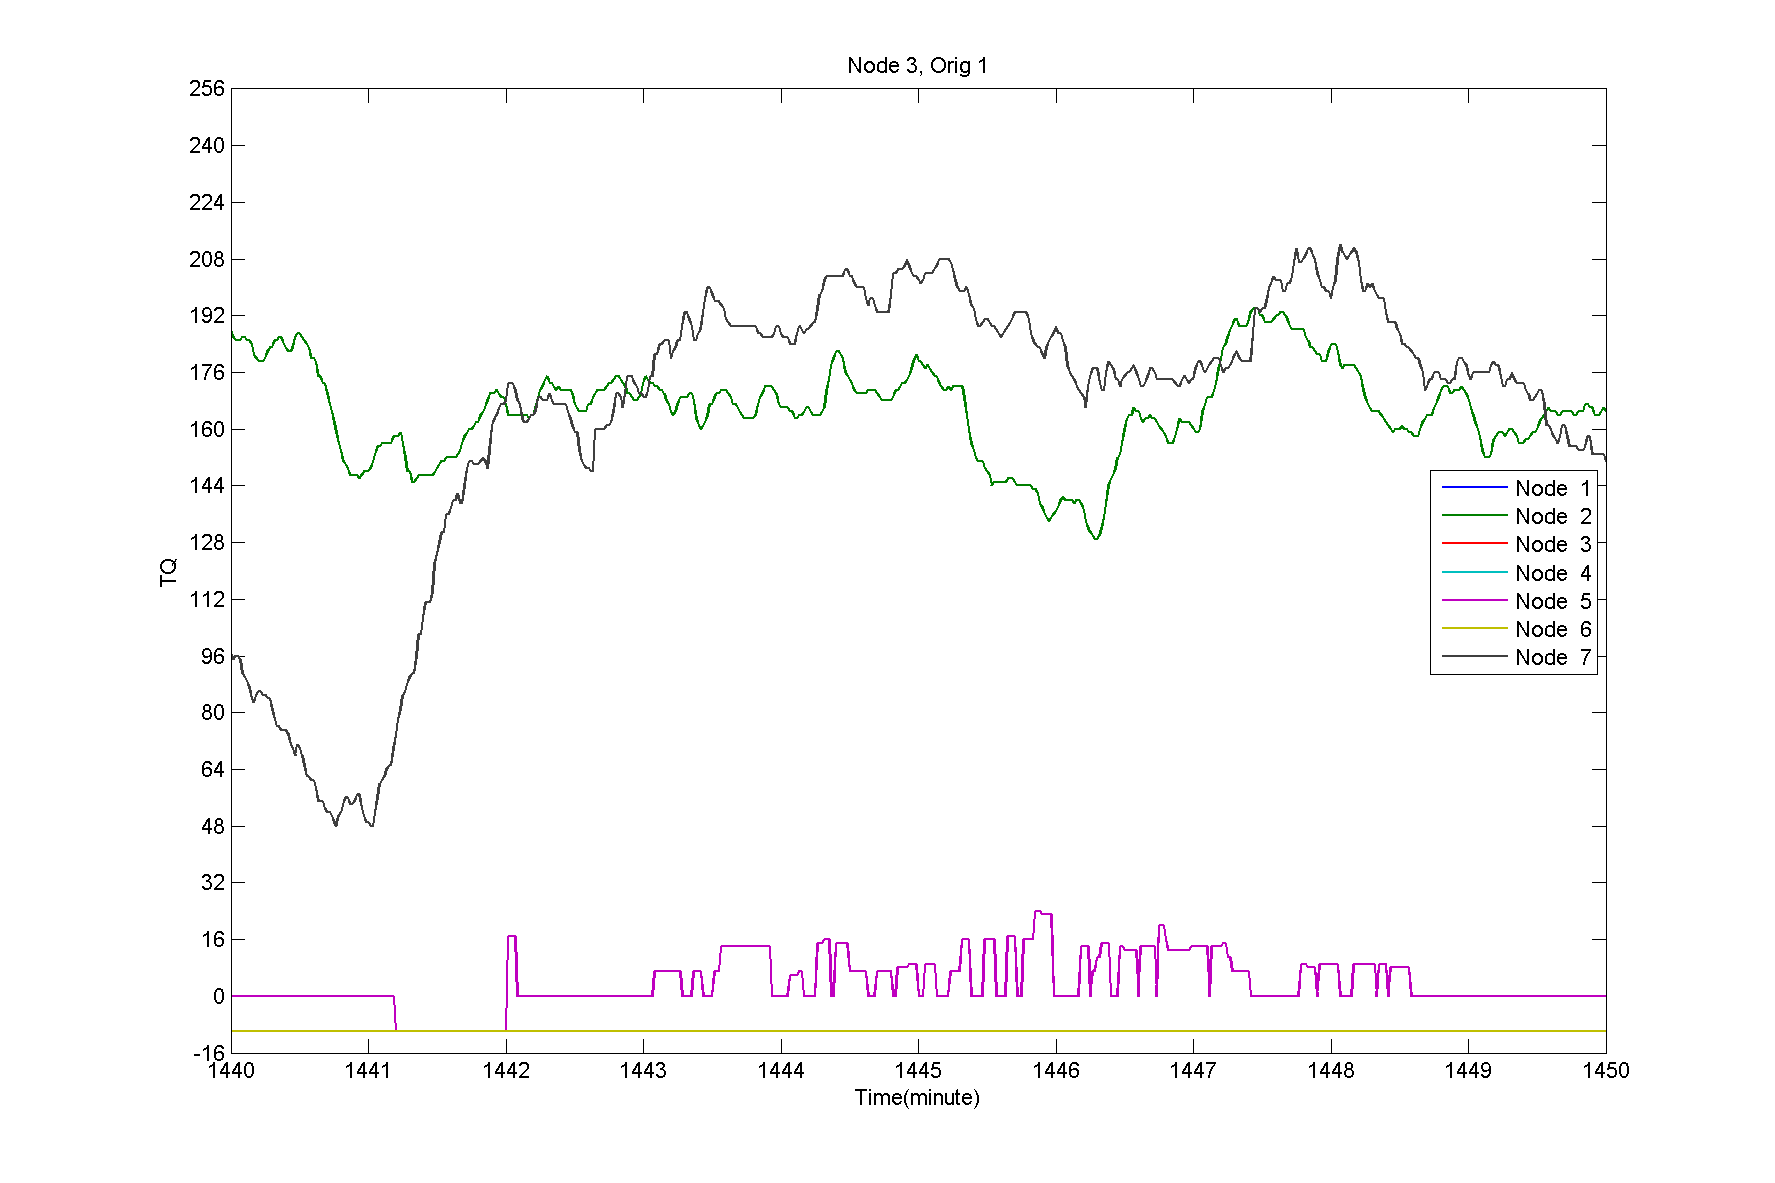 Node 3, Orig 1
256
240
224
208
192
176
160
144
128
112
96
80
64
48
32
16
0
-16
TQ
Node 1
Node 2
Node 3
Node 4
Node 5
Node 6
Node 7
1440 1441 1442 1443 1444 1445 1446 1447 1448 1449 1450
Time(minute)